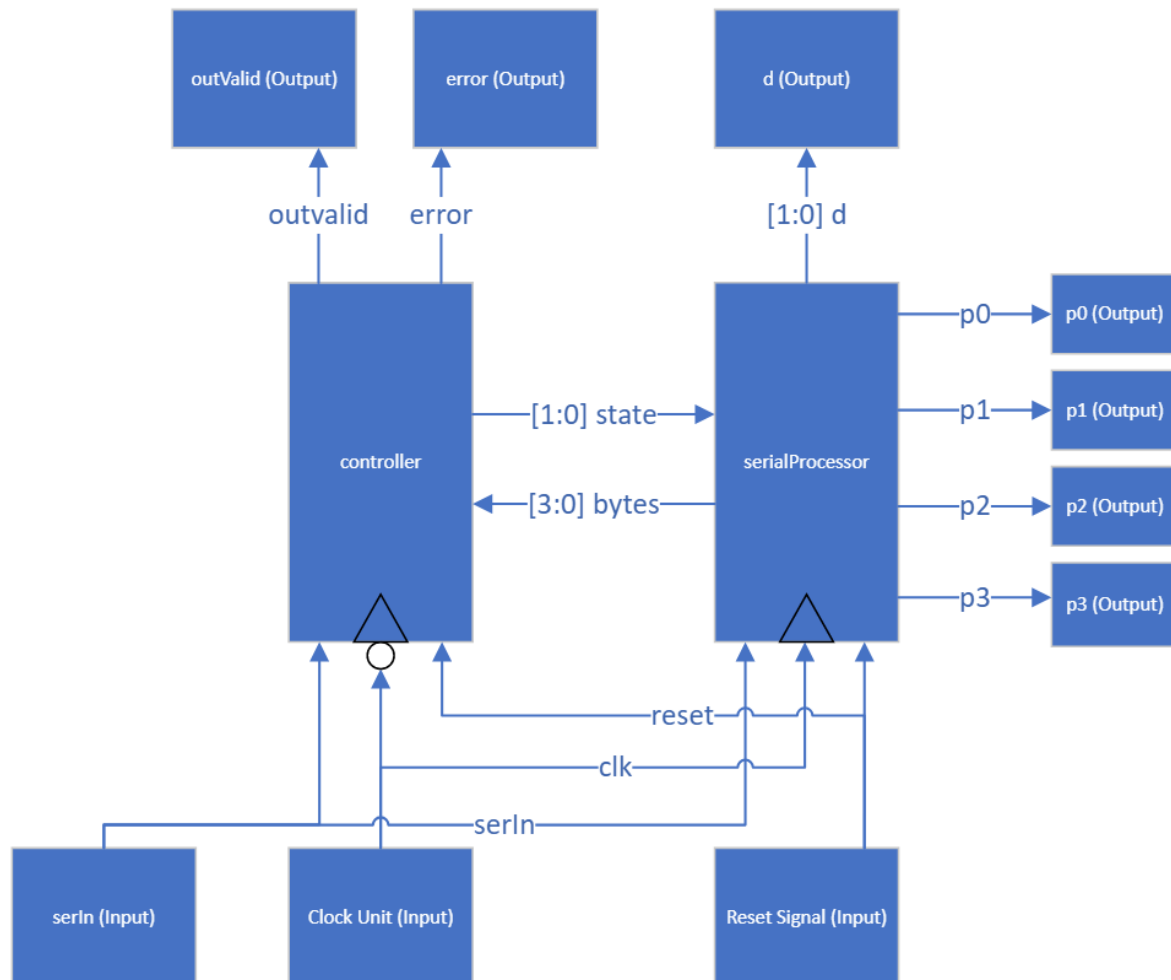 outValid (Output)
error (Output)
d (Output)
outvalid
error
[1:0] d
p0
p0 (Output)
p1
p1 (Output)
[1:0] state
controller
serialProcessor
[3:0] bytes
p2
p2 (Output)
p3
p3 (Output)
reset
clk
serIn
serIn (Input)
Clock Unit (Input)
Reset Signal (Input)